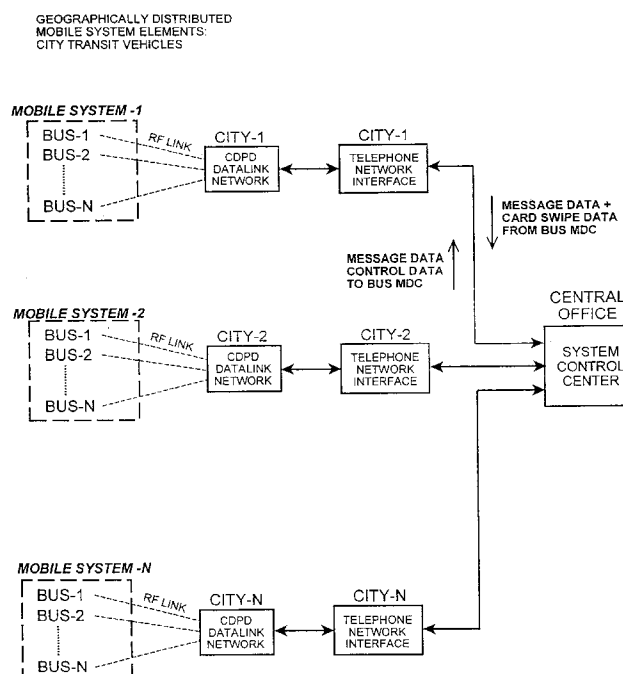 GEOGRAPHICALLY DISTRIBUTED
MOBILE SYSTEM ELEMENTS:
CITY TRANSIT VEHICLES
MOBILE SYSTEM -1
BUS-1
BUS-2
BUS-N
RF LINK
CITY-1
CDPD
DATALINK
NETWORK
CITY-1
TELEPHONE
NETWORK
INTERFACE
MESSAGE DATA +
CARD SWIPE DATA
FROM BUS MDC
MESSAGE DATA
CONTROL DATA
TO BUS MDC
CENTRAL
OFFICE
SYSTEM
CONTROL
CENTER
MOBILE SYSTEM -2
BUS-1
BUS-2
BUS-N
RF LINK
CITY-2
CDPD
DATALINK
NETWORK
CITY-2
TELEPHONE
NETWORK
INTERFACE
MOBILE SYSTEM -N
BUS-1
BUS-2
BUS-N
RF LINK
CITY-N
CDPD
DATALINK
NETWORK
CITY-N
TELEPHONE
NETWORK
INTERFACE